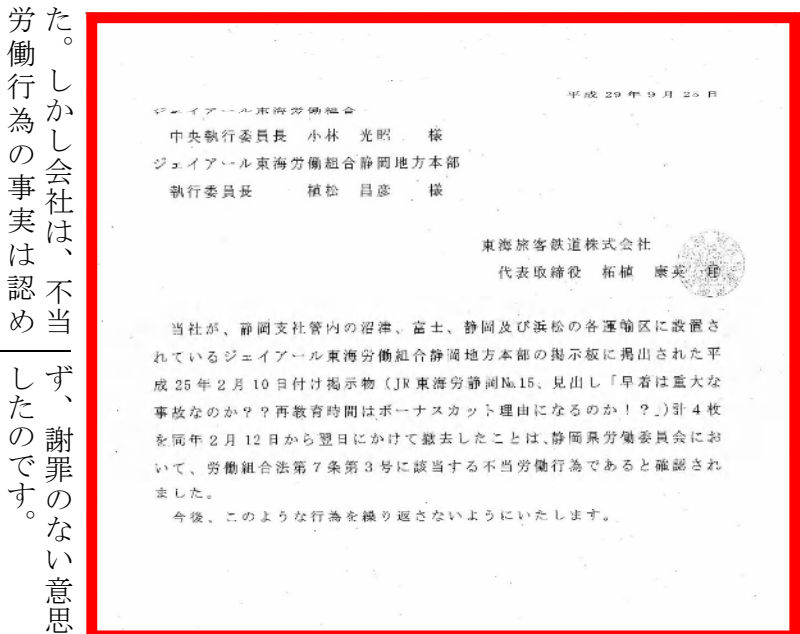 た。しかし会社は、不当
労働行為の事実は認め
ず、謝罪のない意思
したのです。
平成29年9月25日
ジェイアール東海労働組合
中央執行委員長 小林 光昭 様
ジェイアール東海労働組合静岡地方本部
執行委員長 植松 昌彦 様
東海旅客鉄道株式会社
代表取締役 柘植 康英 印
当社が、静岡支社管内の沼津、富士、静岡及び浜松の各運輸区に設置さ
れているジェイアール東海労働組合静岡地方本部の掲示板に掲出された平
成25年2月10日付け掲示物(JR東海労静岡№15、見出し「早着は重大な
事故なのか??再教育時間はボーナスカット理由になるのか!?」)計4枚
を同年2月12日から翌日にかけて撤去したことは、静岡県労働委員会にお
いて、労働組合法第7条第3号に該当する不当労働行為であると確認され
ました。
今後、このような行為を繰り返さないようにいたします。